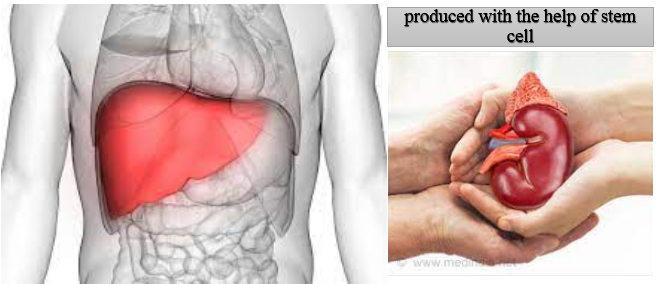 produced with the help of stem
cell
© www.medindia.net